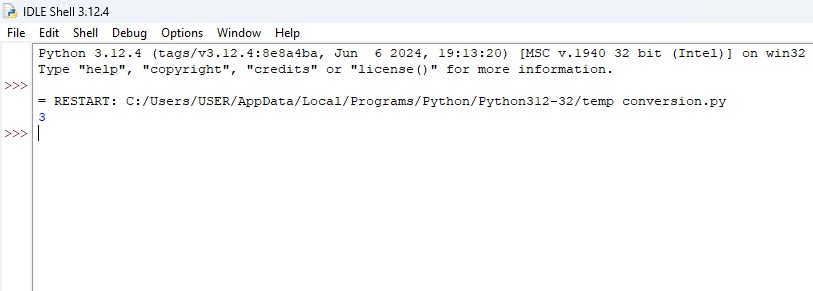 IDLE Shell 3.12.4
File Edit Shell Debug Options Window Help
Python 3.12.4 (tags/v3.12.4:8e8a4ba, Jun  6 2024, 19:13:20) [MSC v.1940 32 bit (Intel)] on win32
Type "help", "copyright", "credits" or "license()" for more information.
>>>
= RESTART: C:/Users/USER/AppData/Local/Programs/Python/Python312-32/temp conversion.py
3
>>>